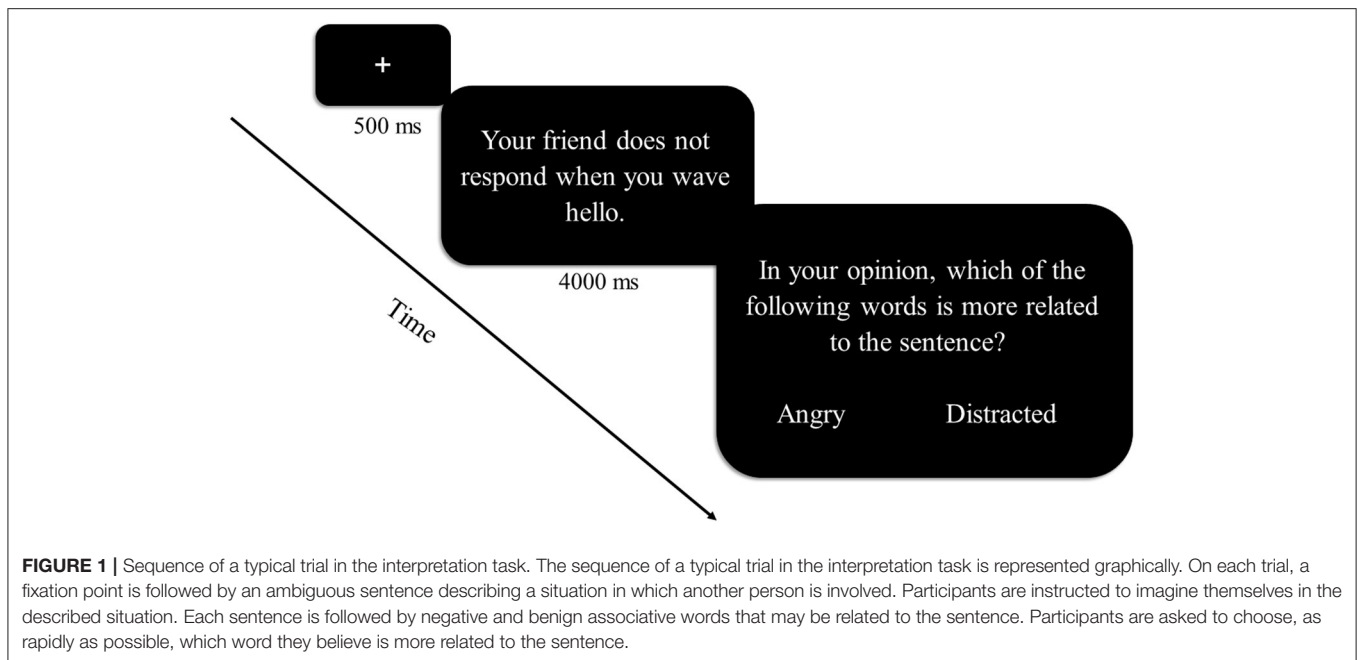 +
500 ms
Your friend does not
respond when you wave
hello.
4000 ms
Time
In your opinion, which of the
following words is more related
to the sentence?
Angry Distracted
FIGURE 1 | Sequence of a typical trial in the interpretation task. The sequence of a typical trial in the interpretation task is represented graphically. On each trial, a
fixation point is followed by an ambiguous sentence describing a situation in which another person is involved. Participants are instructed to imagine themselves in the
described situation. Each sentence is followed by negative and benign associative words that may be related to the sentence. Participants are asked to choose, as
rapidly as possible, which word they believe is more related to the sentence.